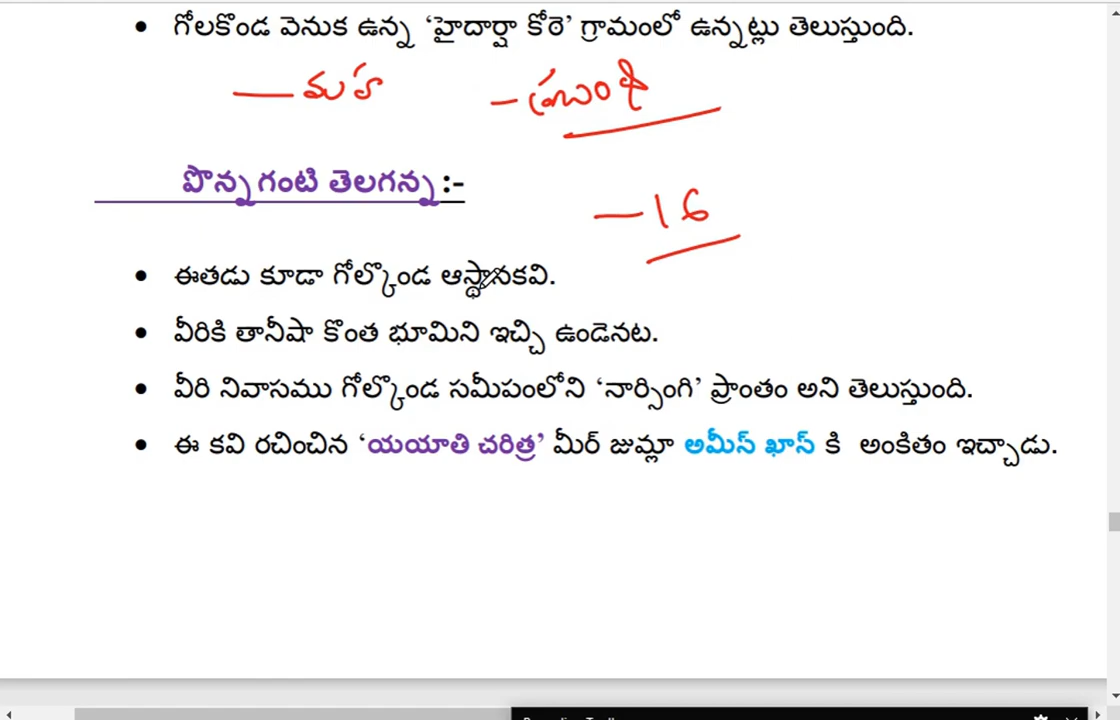 • గోలకొండ వెనుక ఉన్న ‘హైదార్షా కోఠె’ గ్రామంలో ఉన్నట్లు తెలుస్తుంది.
— మహ
పొన్నగంటి తెలగన్న :-
— 16
• ఈతడు కూడా గోల్కొండ ఆస్థానకవి.
• వీరికి తానీషా కొంత భూమిని ఇచ్చి ఉండెనట.
• వీరి నివాసము గోల్కొండ సమీపంలోని ‘నార్సింగి’ ప్రాంతం అని తెలుస్తుంది.
• ఈ కవి రచించిన ‘యయాతి చరిత్ర’ మీర్ జుమ్లా అమీన్ ఖాన్ కి అంకితం ఇచ్చాడు.